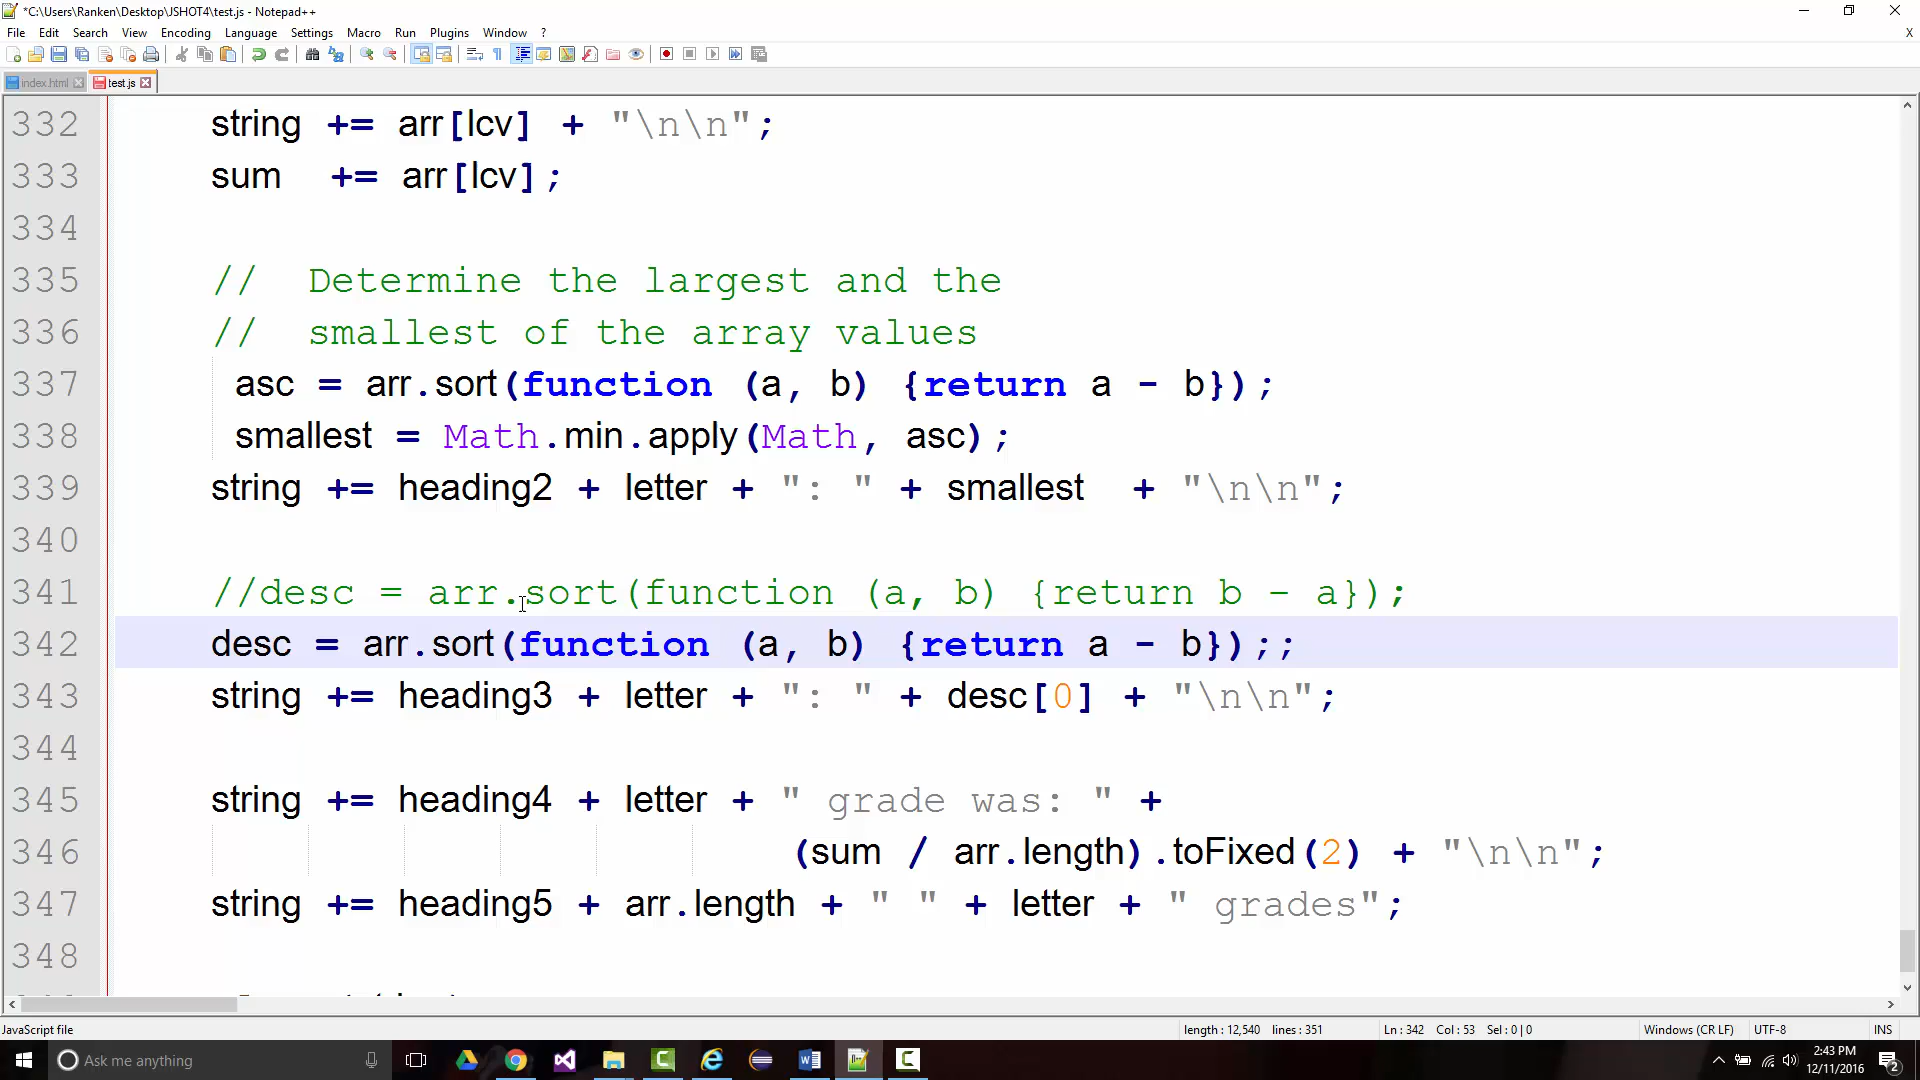 *C:\Users\Ranken\Desktop\JSHOT4\test.js - Notepad++
File Edit Search View Encoding Language Settings Macro Run Plugins Window ? X
index.html test.js
332 string += arr[lcv] + "\n\n";
333 sum += arr[lcv];
334
335 // Determine the largest and the
336 // smallest of the array values
337 asc = arr.sort(function (a, b) {return a - b});
338 smallest = Math.min.apply(Math, asc);
339 string += heading2 + letter + ": " + smallest + "\n\n";
340
341 //desc = arr.sort(function (a, b) {return b - a});
342 desc = arr.sort(function (a, b) {return a - b});;
343 string += heading3 + letter + ": " + desc[0] + "\n\n";
344
345 string += heading4 + letter + " grade was: " +
346 (sum / arr.length).toFixed(2) + "\n\n";
347 string += heading5 + arr.length + " " + letter + " grades";
348
JavaScript file length : 12,540 lines : 351 Ln : 342 Col : 53 Sel : 0 | 0 Windows (CR LF) UTF-8 INS
Ask me anything
2:43 PM
12/11/2016
2